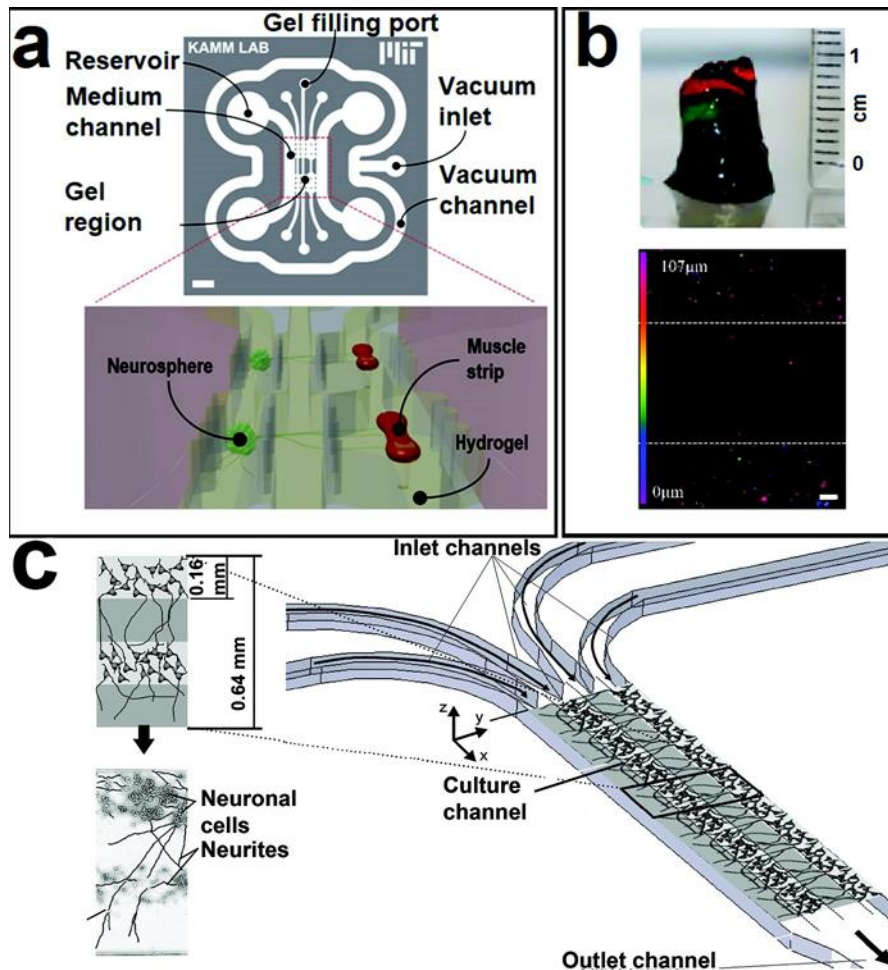 a
Gel filling port
KAMM LAB
MIT
Reservoir
Medium
channel
Vacuum
inlet
Gel
region
Vacuum
channel
Neurosphere
Muscle
strip
Hydrogel
b
1
cm
0
107µm
0µm
c
Inlet channels
0.16
mm
0.64 mm
z
y
x
Culture
channel
Neuronal
cells
Neurites
Outlet channel